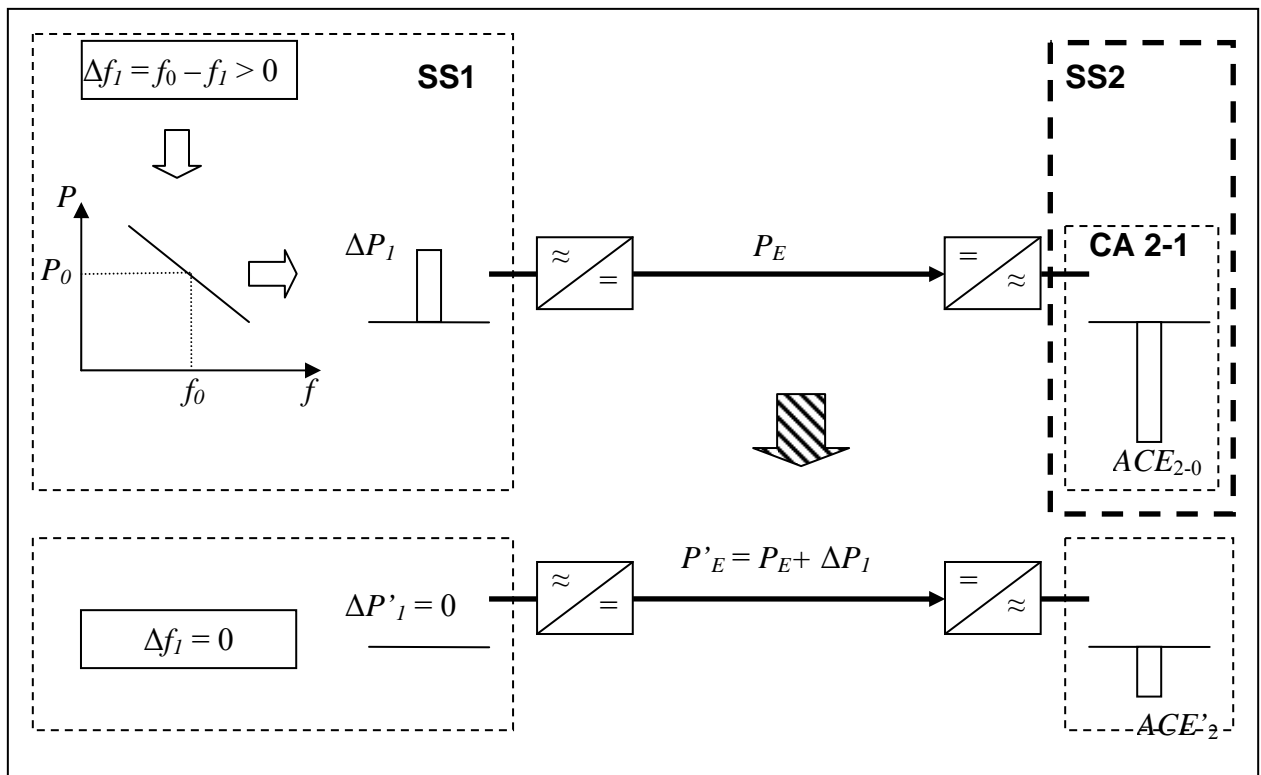 Δf1 = f0 – f1 > 0
SS1
SS2
P
P0
f0
f
ΔP1
≈
=
PE
=
≈
CA 2-1
ACE2-0
Δf1 = 0
ΔP’1 = 0
≈
=
P’E = PE+ ΔP1
=
≈
ACE’2